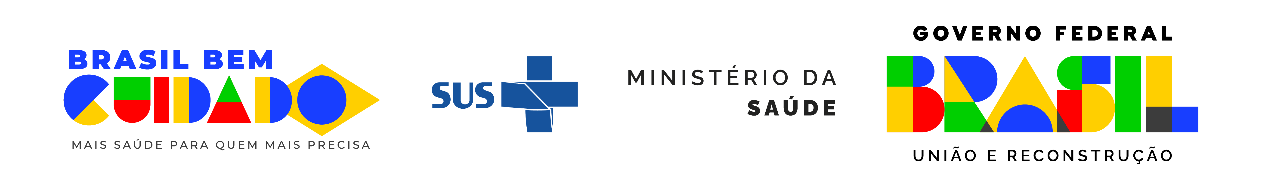 BRASIL BEM
CUIDADO
MAIS SAÚDE PARA QUEM MAIS PRECISA
SUS
MINISTÉRIO DA
SAÚDE
GOVERNO FEDERAL
BRASIL
UNIÃO E RECONSTRUÇÃO